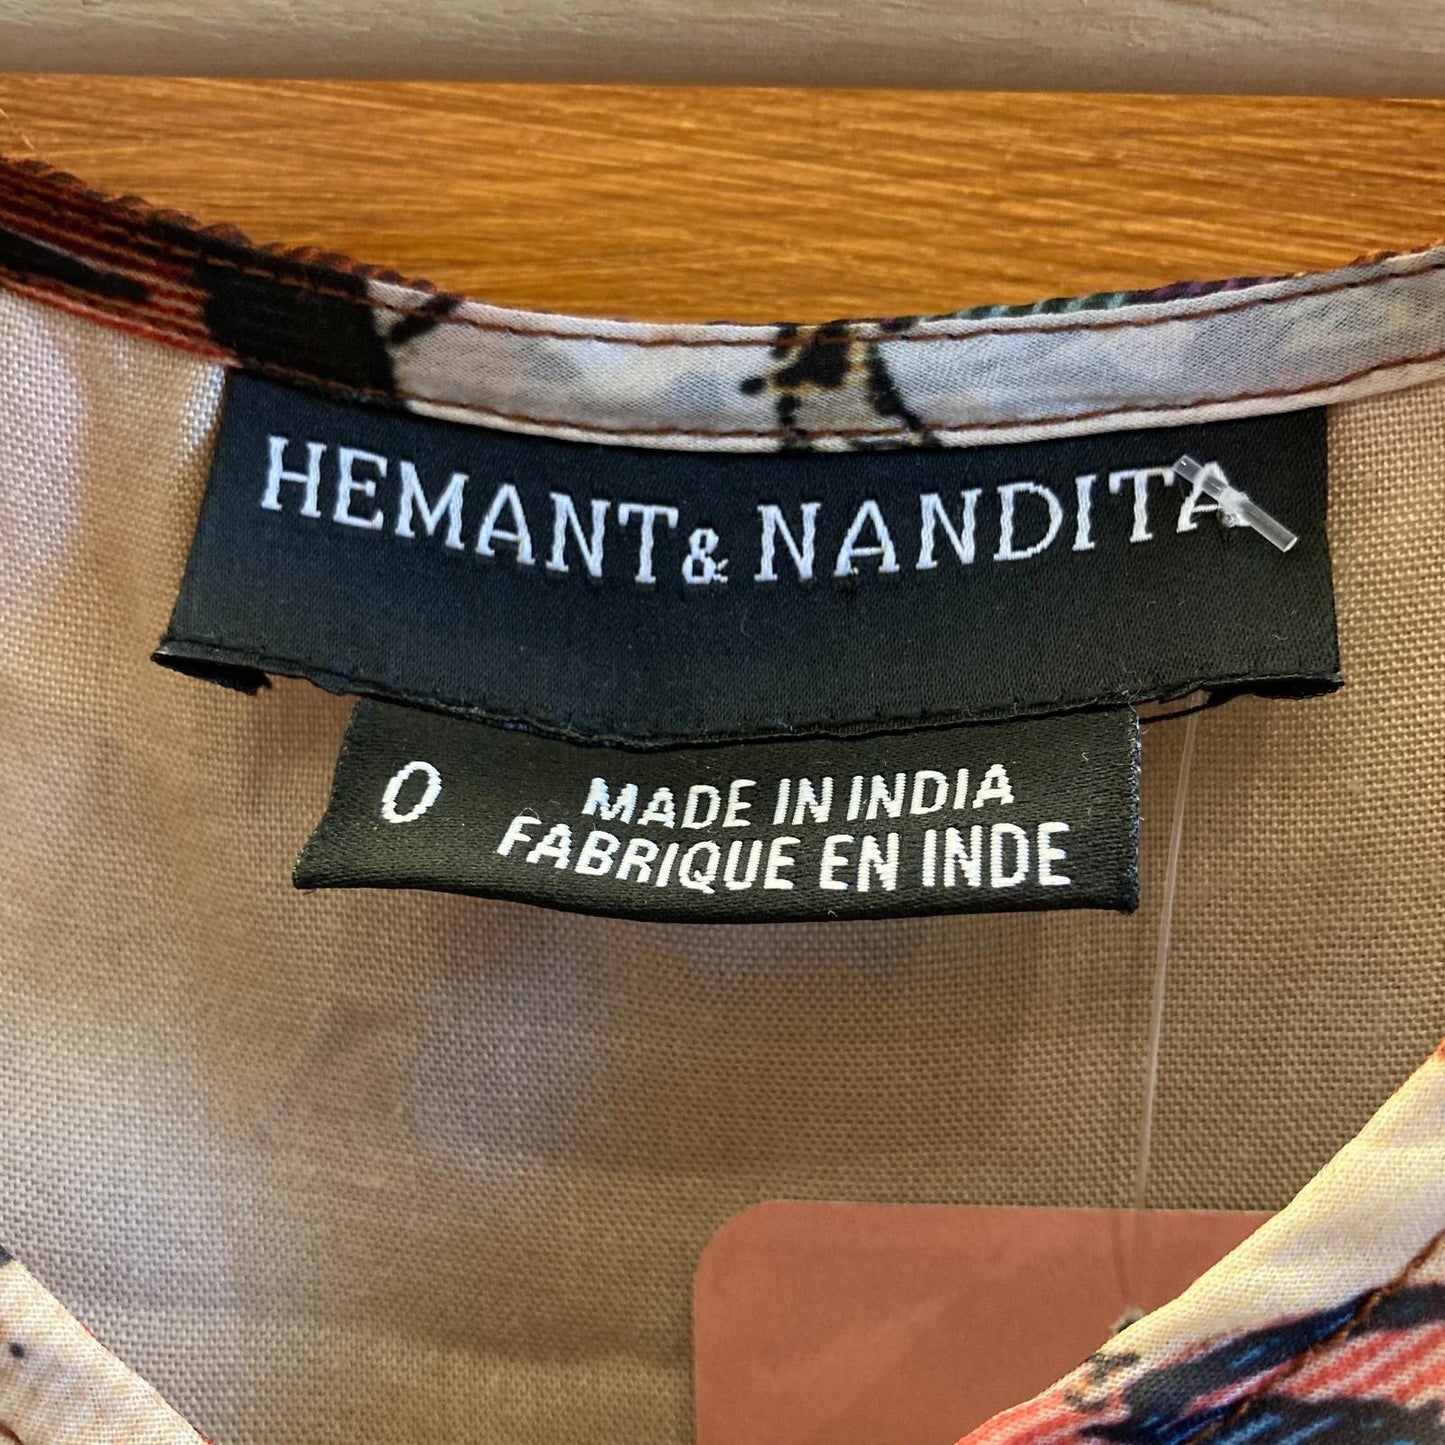 HEMANT & NANDITA
0
MADE IN INDIA
FABRIQUE EN INDE